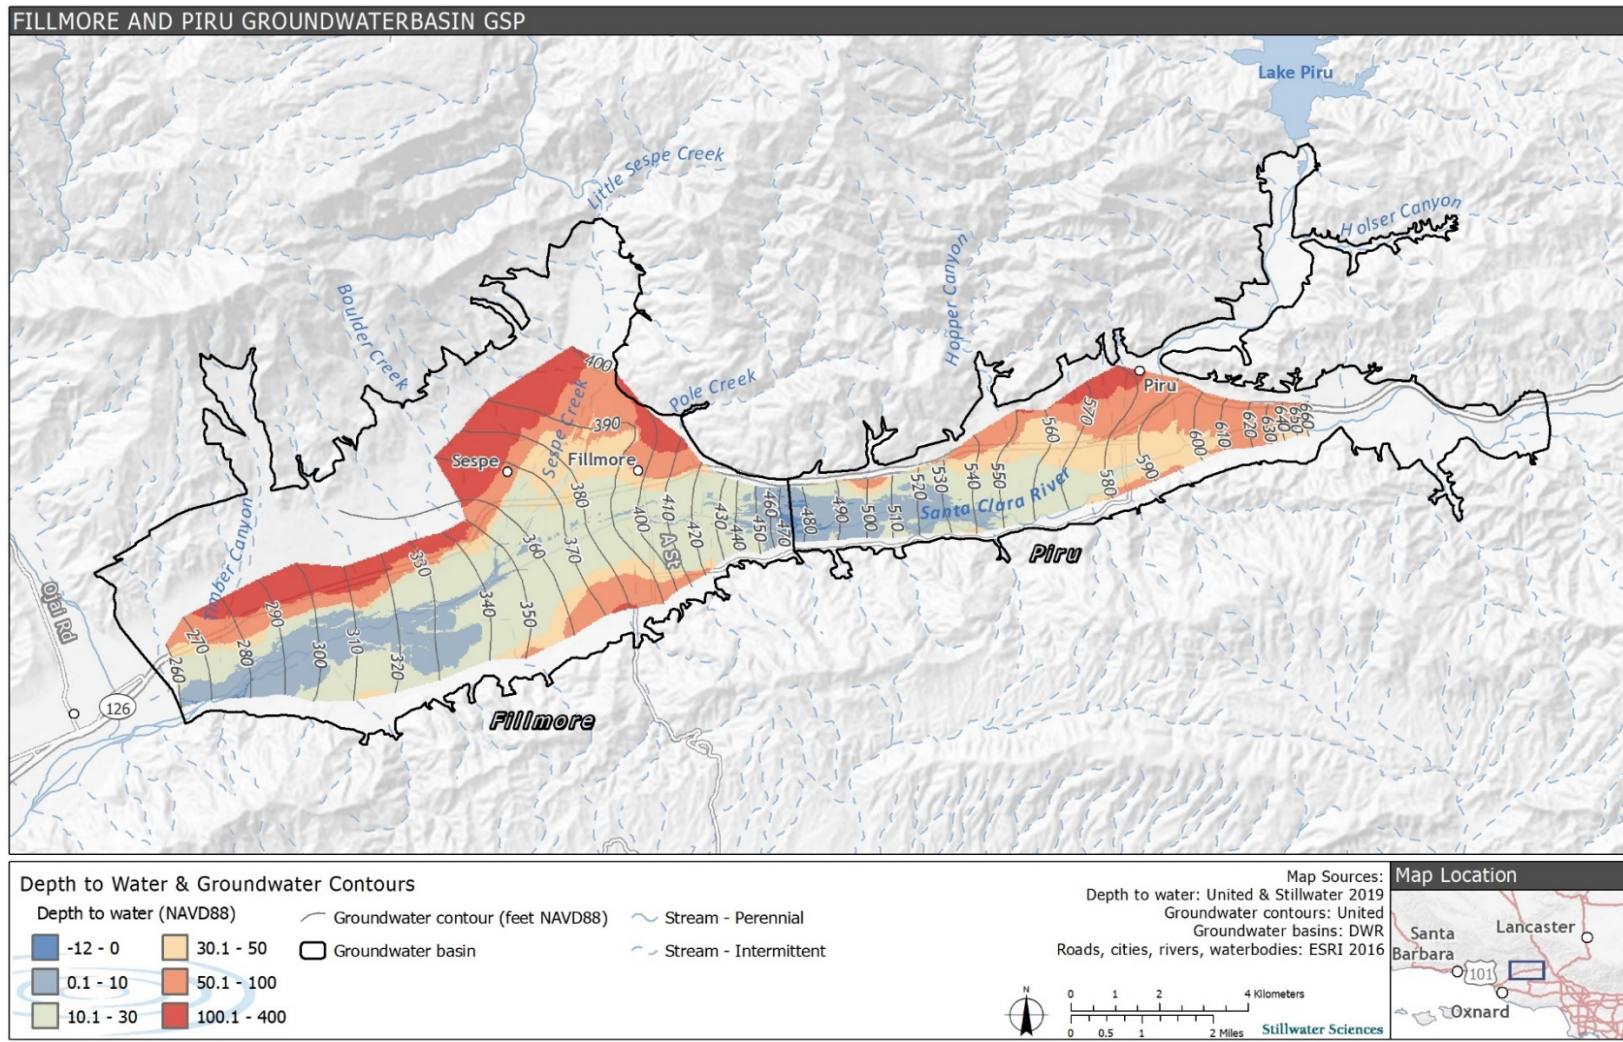 FILLMORE AND PIRU GROUNDWATERBASIN GSP
Lake Piru
Little Sespe Creek
Holser Canyon
Hopper Canyon
Boulder Creek
Pole Creek
Piru
Sespe Creek
Sespe
Fillmore
Timber Canyon
Santa Clara River
A St
Ojai Rd
126
Piru
Fillmore
400
390
380
400
410
420
430
440
450
460
470
480
490
500
510
520
530
540
550
560
570
580
590
600
610
620
630
640
650
660
370
360
350
340
330
320
310
300
290
280
270
260
Depth to Water & Groundwater Contours
Depth to water (NAVD88)
-12 - 0
0.1 - 10
10.1 - 30
30.1 - 50
50.1 - 100
100.1 - 400
Groundwater contour (feet NAVD88)
Groundwater basin
Stream - Perennial
Stream - Intermittent
Map Sources:
Depth to water: United & Stillwater 2019
Groundwater contours: United
Groundwater basins: DWR
Roads, cities, rivers, waterbodies: ESRI 2016
N
0 1 2 4 Kilometers
0 0.5 1 2 Miles
Stillwater Sciences
Map Location
Lancaster
Santa
Barbara
101
Oxnard